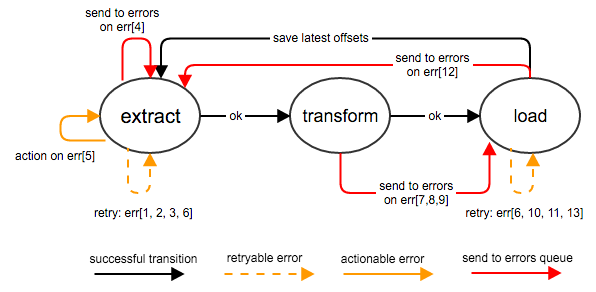 send to errors
on err[4]
save latest offsets
send to errors
on err[12]
extract
ok
transform
ok
load
action on err[5]
send to errors
on err[7,8,9]
retry: err[1, 2, 3, 6]
retry: err[6, 10, 11, 13]
successful transition
retryable error
actionable error
send to errors queue